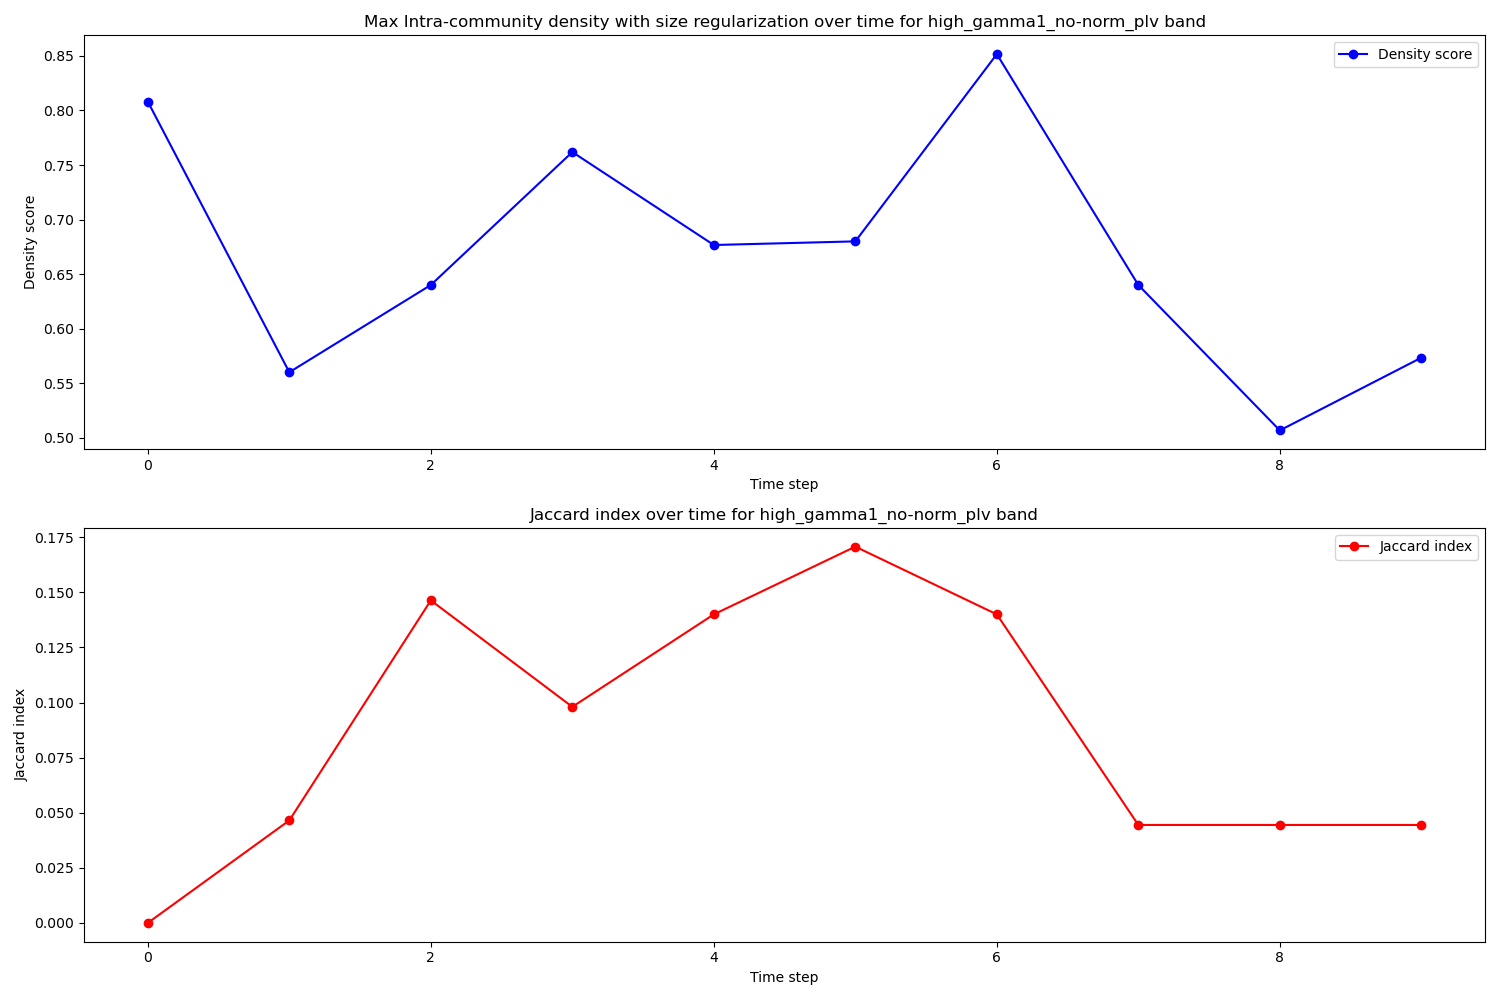 Max Intra-community density with size regularization over time for high_gamma1_no-norm_plv band
Density score
0.85
0.80
0.75
0.70
0.65
0.60
0.55
0.50
Density score
0 2 4 6 8
Time step
Jaccard index over time for high_gamma1_no-norm_plv band
Jaccard index
0.175
0.150
0.125
0.100
0.075
0.050
0.025
0.000
Jaccard index
0 2 4 6 8
Time step